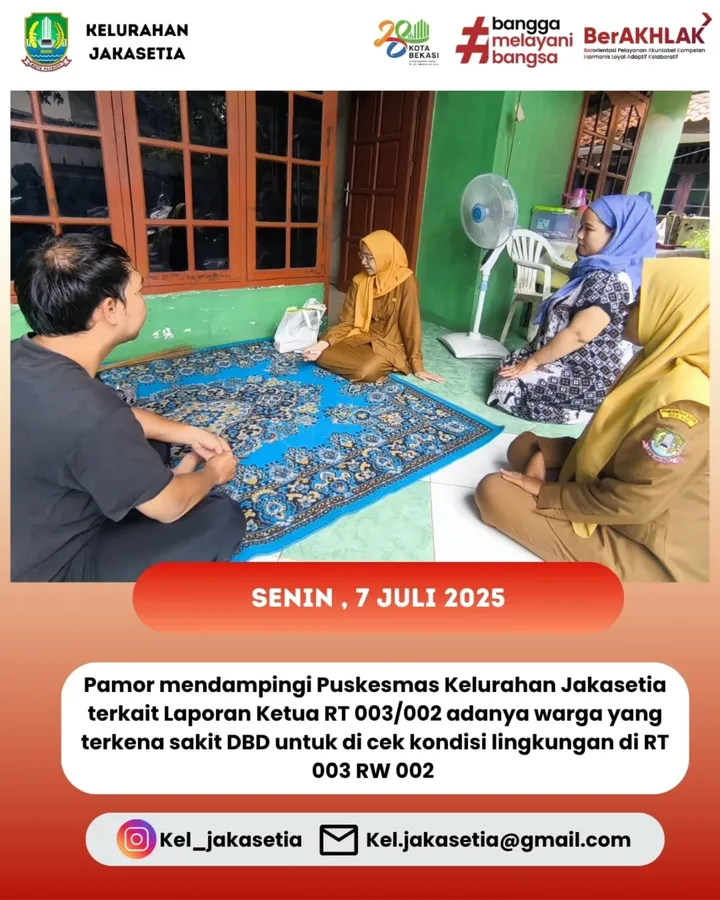 KELURAHAN
JAKASETIA
28 KOTA
BEKASI
#bangga
melayani
bangsa
BerAKHLAK
Berorientasi Pelayanan Akuntabel Kompeten
Harmonis Loyal Adaptif Kolaboratif
SENIN , 7 JULI 2025
Pamor mendampingi Puskesmas Kelurahan Jakasetia
terkait Laporan Ketua RT 003/002 adanya warga yang
terkena sakit DBD untuk di cek kondisi lingkungan di RT
003 RW 002
Kel_jakasetia
Kel.jakasetia@gmail.com